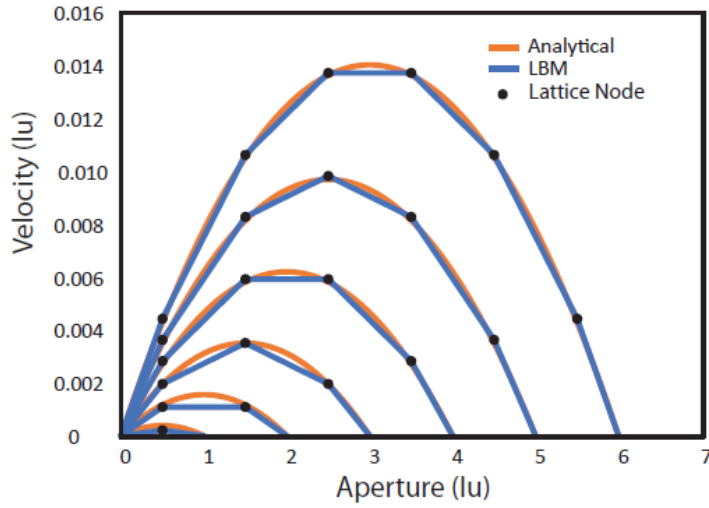 0.016
0.014
0.012
0.010
0.008
0.006
0.004
0.002
0
Velocity (lu)
Analytical
LBM
Lattice Node
0 1 2 3 4 5 6 7
Aperture (lu)